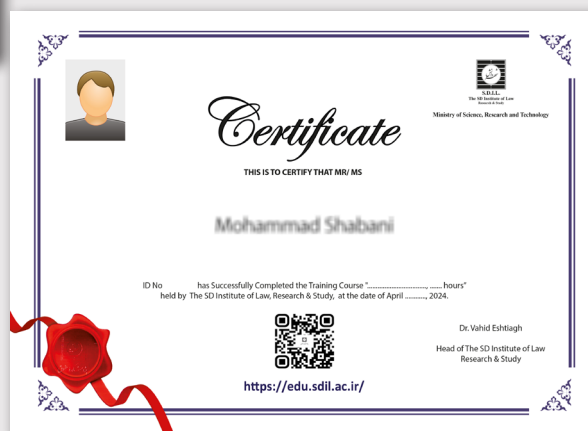 S.D.I.L.
The SD Institute of Law
Research & Study
Ministry of Science, Research and Technology
Certificate
THIS IS TO CERTIFY THAT MR/ MS
Mohammad Shabani
ID No has Successfully Completed the Training Course "............................., ...... hours"
held by The SD Institute of Law, Research & Study, at the date of April .........., 2024.
Dr. Vahid Eshtiagh
Head of The SD Institute of Law
Research & Study
https://edu.sdil.ac.ir/